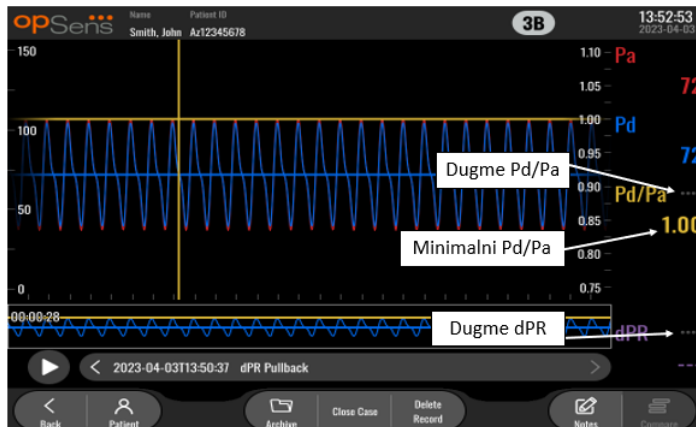 opSens
Name
Patient ID
Smith, John
Az12345678
3B
13:52:53
2023-04-03
150
100
50
0
1.10
1.05
1.00
0.95
0.90
0.85
0.80
0.75
Pa
72
Pd
72
Dugme Pd/Pa
---
Pd/Pa
1.00
Minimalni Pd/Pa
00:00:28
Dugme dPR
---
dPR
---
2023-04-03T13:50:37 dPR Pullback
Back
Patient
Archive
Close Case
Delete
Record
Notes
Compare